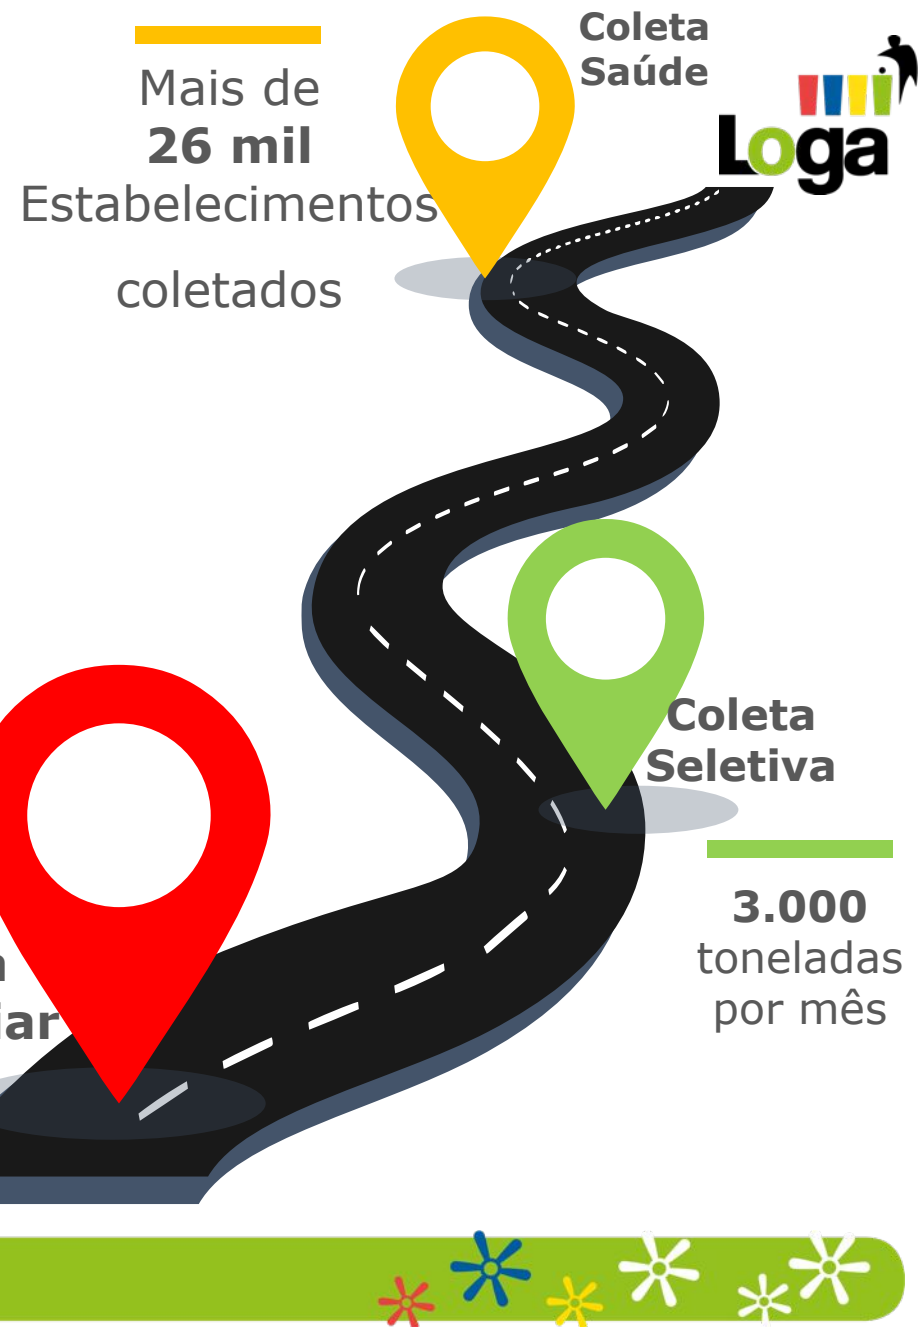 Coleta
Saúde
Loga
Mais de
26 mil
Estabelecimentos
coletados
Coleta
Seletiva
3.000
toneladas
por mês